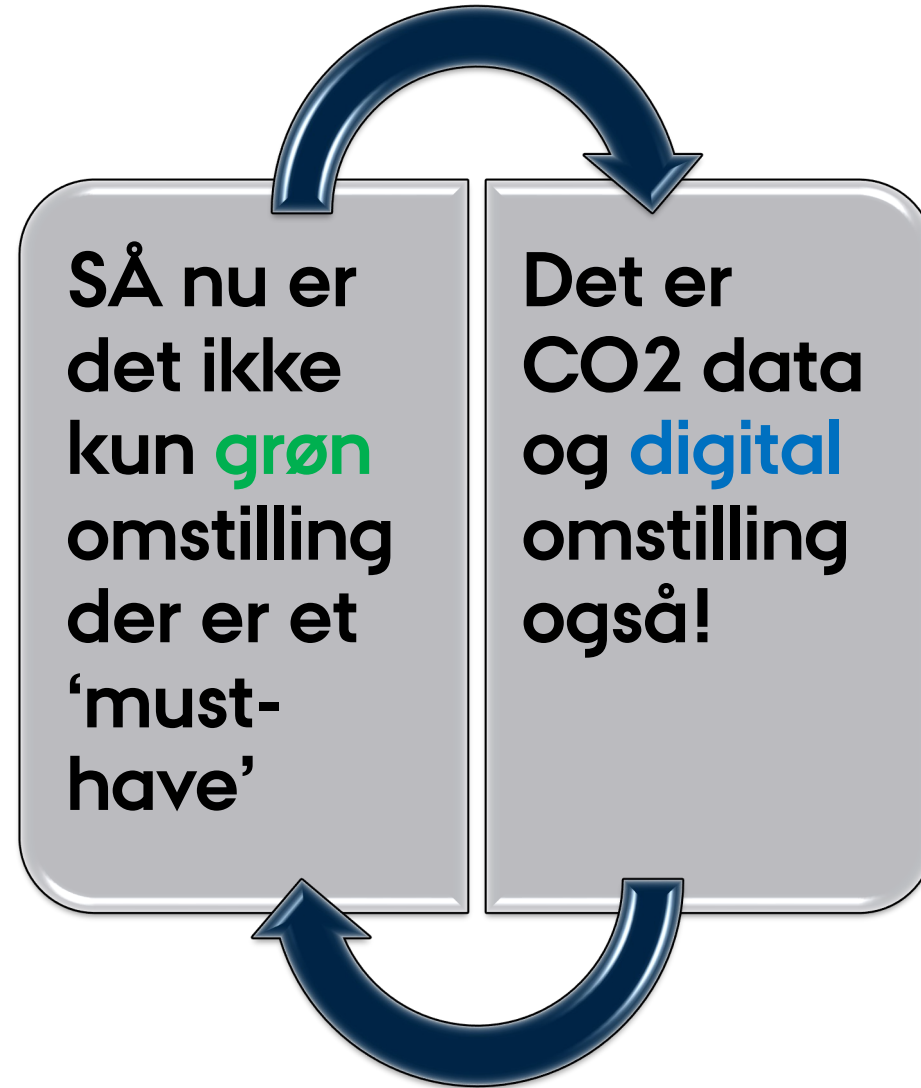 SÅ nu er
det ikke
kun grøn
omstilling
der er et
‘must-
have’
Det er
CO2 data
og digital
omstilling
også!